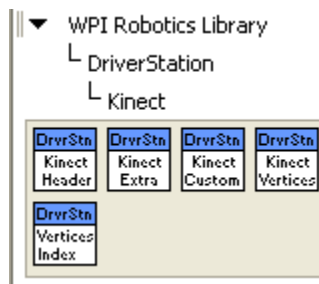 WPI Robotics Library
DriverStation
Kinect
DrvrStn DrvrStn DrvrStn DrvrStn
Kinect Kinect Kinect Kinect
Header Extra Custom Vertices
DrvrStn
Vertices
Index